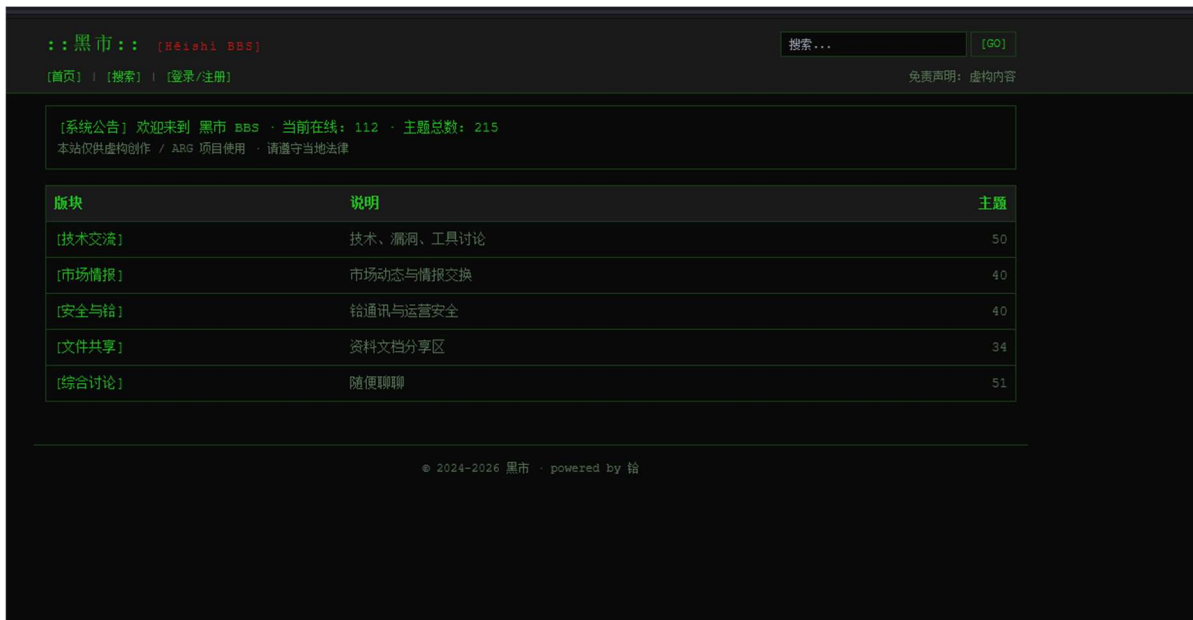 ::黑市:: [Hēishì BBS]
搜索... [GO]
[首页] | [搜索] | [登录/注册]
免责声明: 虚构内容
[系统公告] 欢迎来到 黑市 BBS · 当前在线: 112 · 主题总数: 215
本站仅供虚构创作 / ARG 项目使用 · 请遵守当地法律
版块 说明 主题
[技术交流] 技术、漏洞、工具讨论 50
[市场情报] 市场动态与情报交换 40
[安全与铪] 铪通讯与运营安全 40
[文件共享] 资料文档分享区 34
[综合讨论] 随便聊聊 51
© 2024-2026 黑市 · powered by 铪